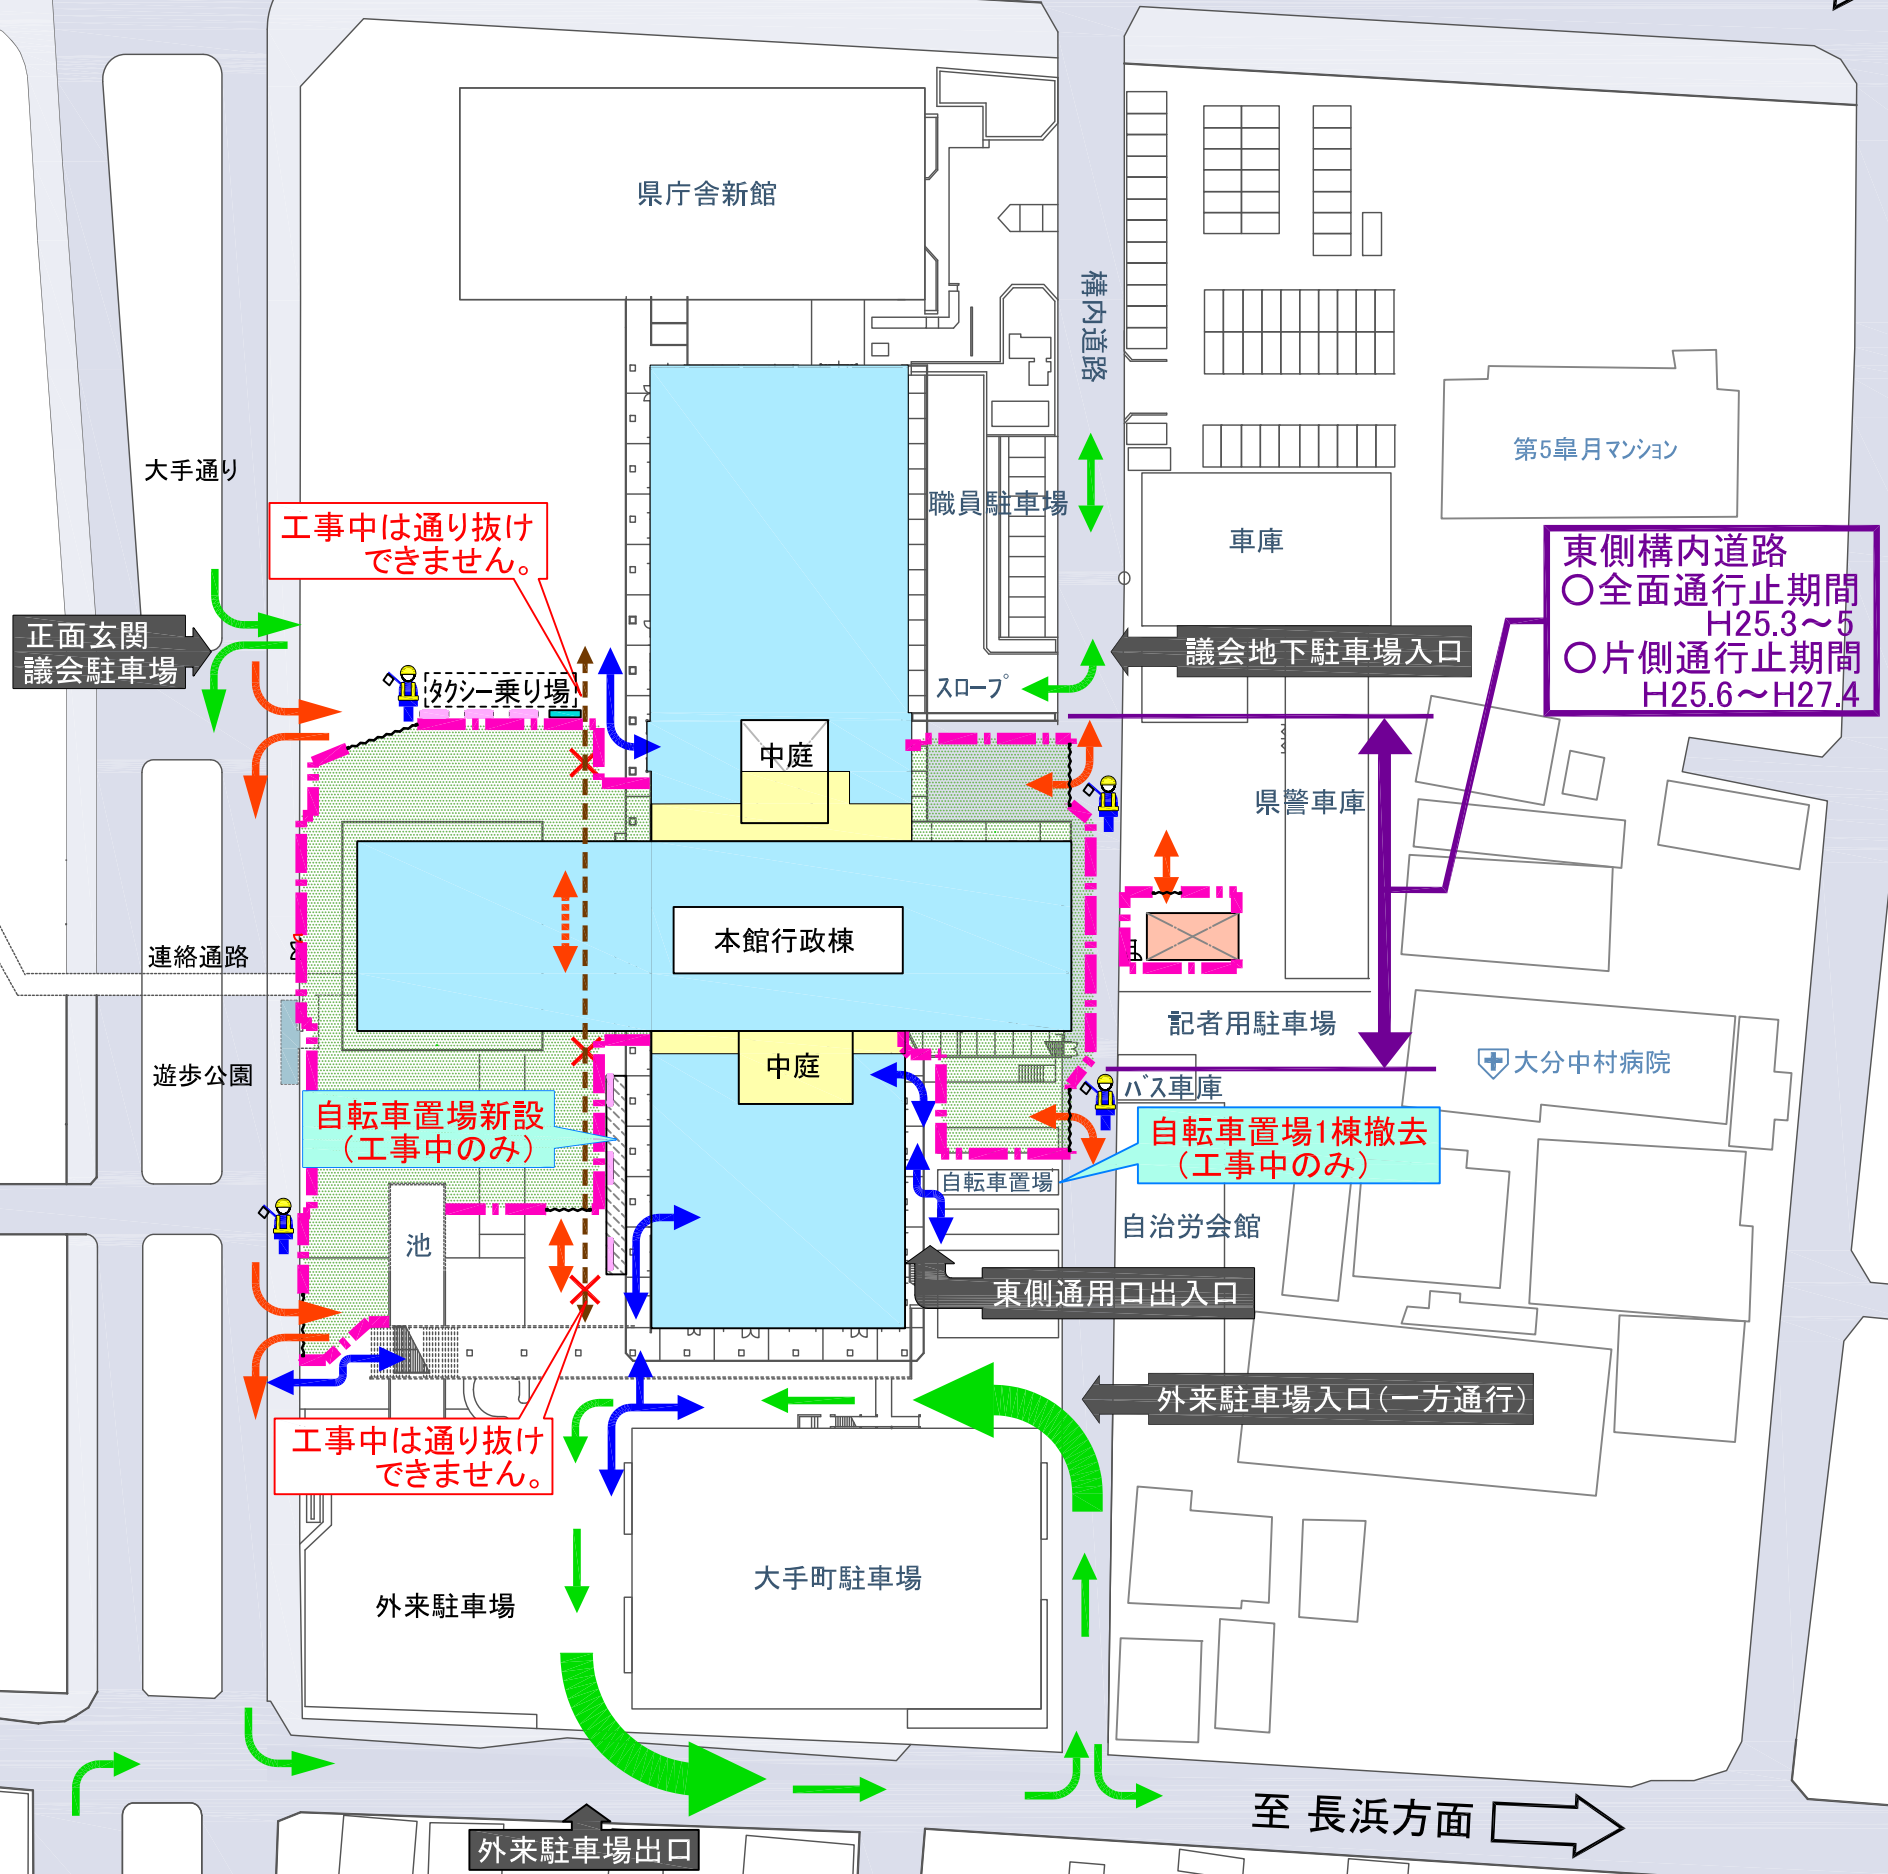 県庁舎新館
構内道路
大手通り
第5皐月マンション
職員駐車場
工事中は通り抜け
できません。
車庫
東側構内道路
○全面通行止期間
H25.3～5
○片側通行止期間
H25.6～H27.4
正面玄関
議会駐車場
議会地下駐車場入口
タクシー乗り場
スロープ
中庭
県警車庫
本館行政棟
連絡通路
記者用駐車場
遊歩公園
中庭
大分中村病院
バス車庫
自転車置場新設
（工事中のみ）
自転車置場1棟撤去
（工事中のみ）
自転車置場
池
自治労会館
東側通用口出入口
外来駐車場入口（一方通行）
工事中は通り抜け
できません。
大手町駐車場
外来駐車場
至 長浜方面
外来駐車場出口